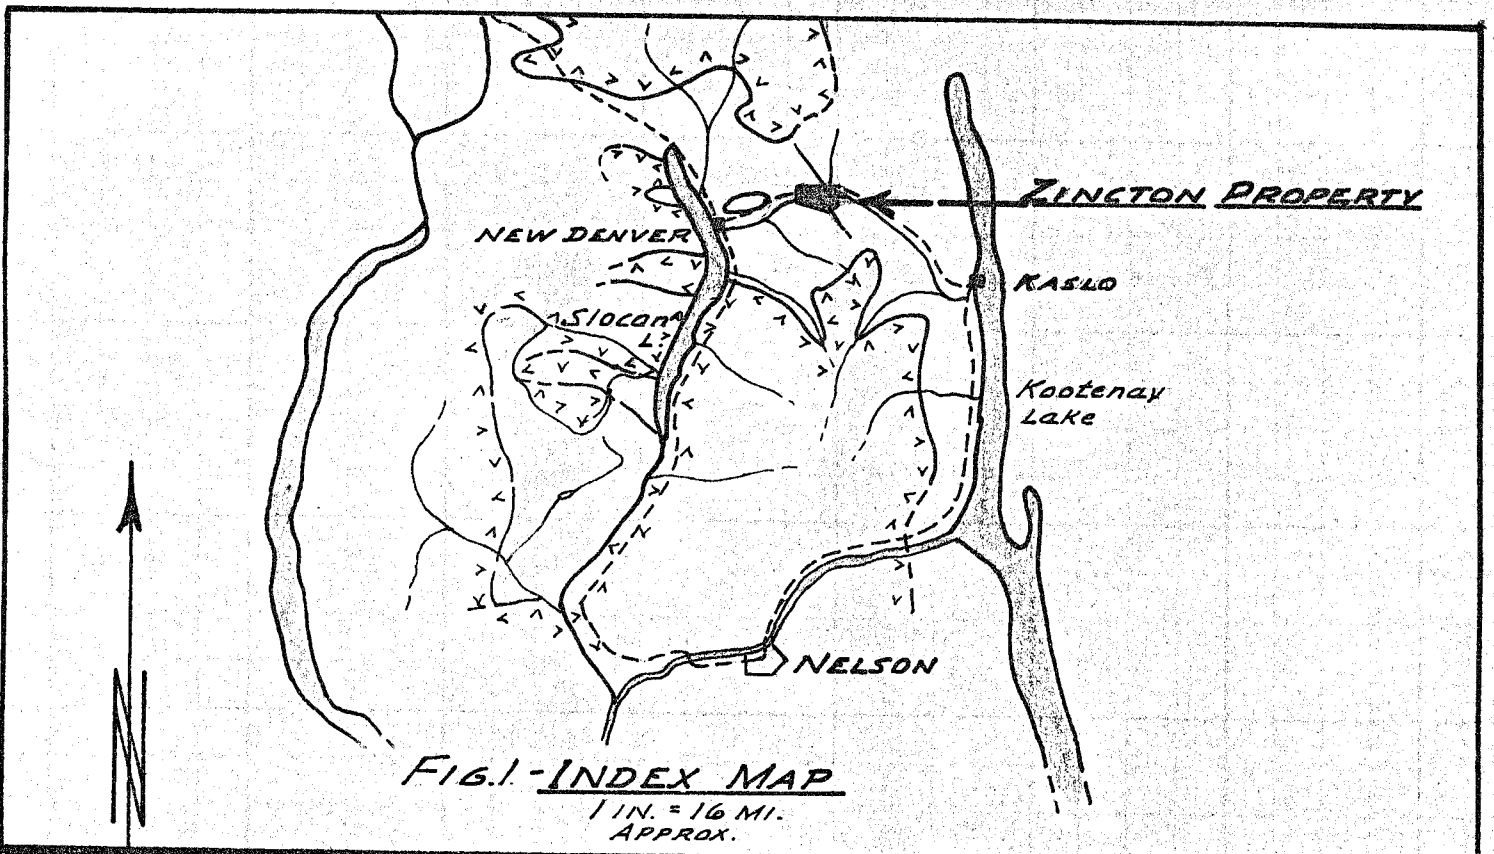 ZINCTON PROPERTY
NEW DENVER
KASLO
Slocan
L
Kootenay
Lake
NELSON
N
FIG. 1 - INDEX MAP
1 IN. = 16 MI.
APPROX.